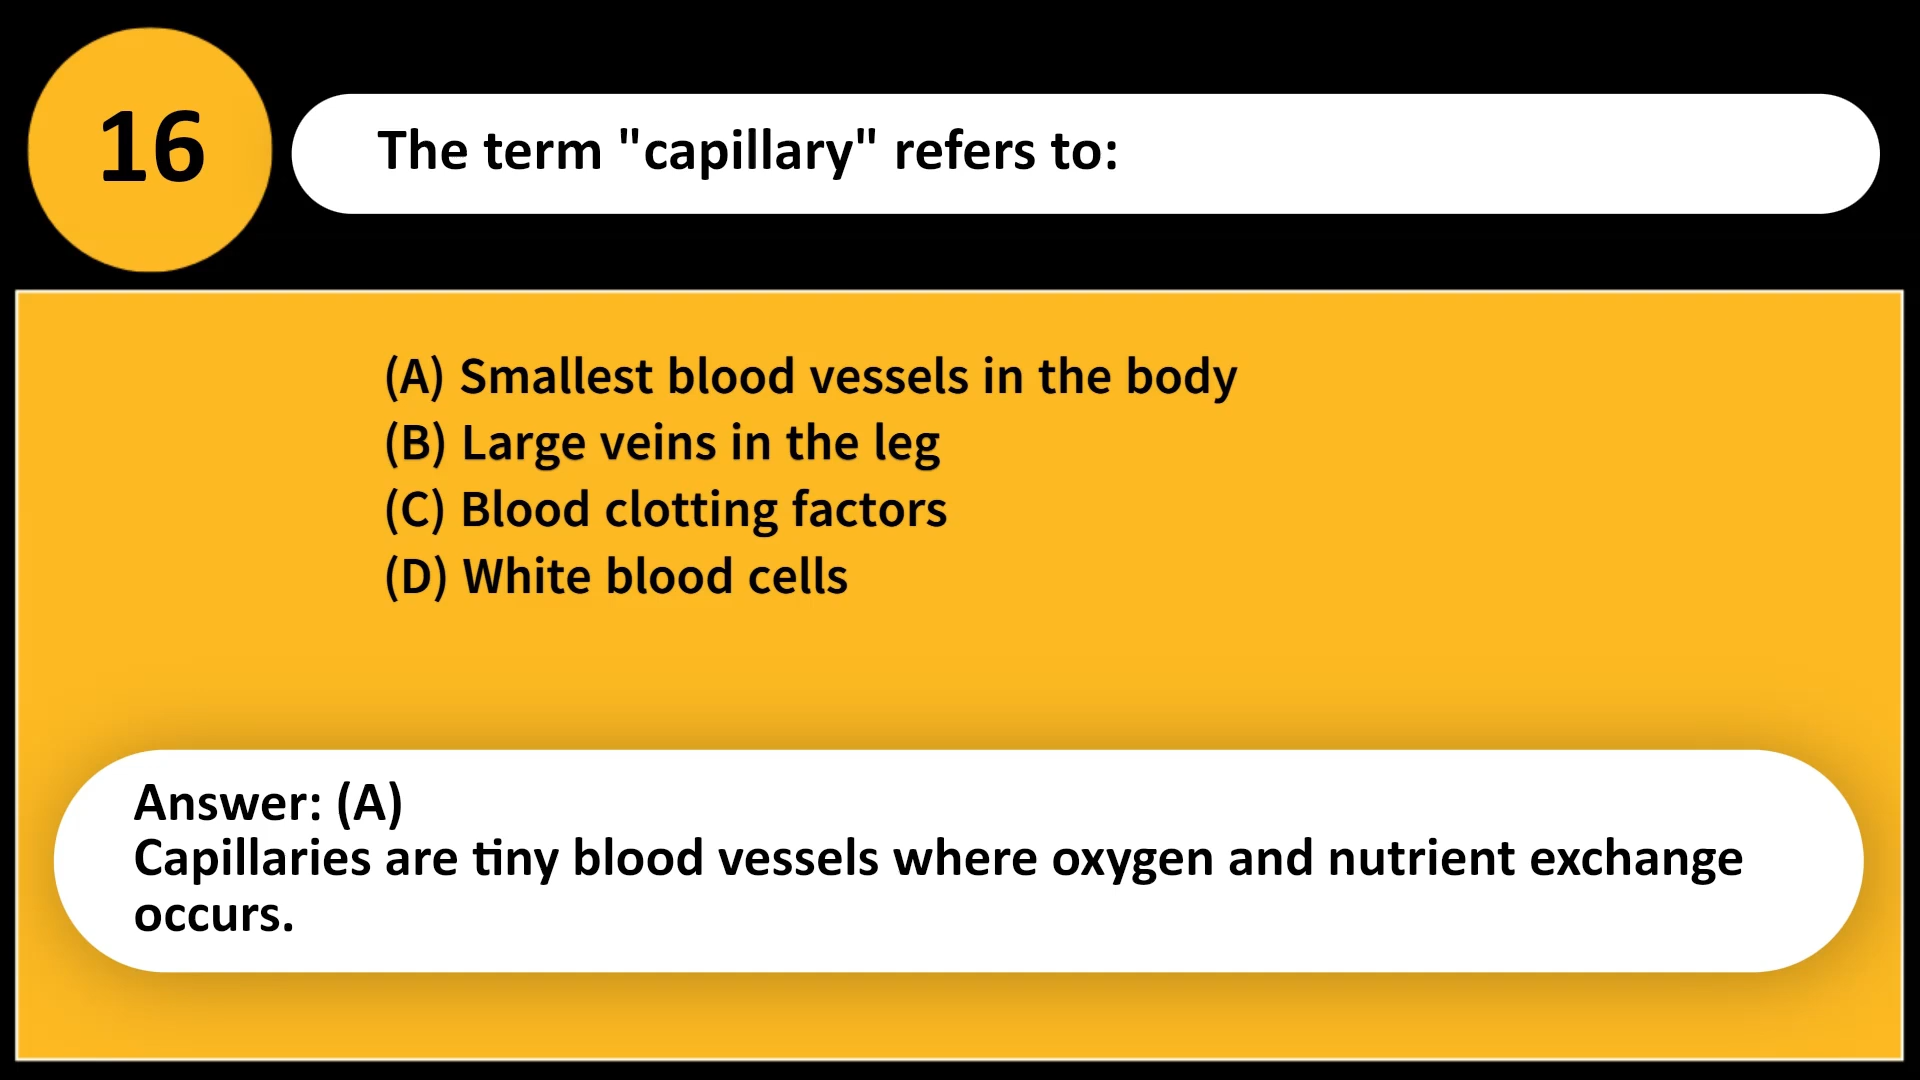 16
The term "capillary" refers to:
(A) Smallest blood vessels in the body
(B) Large veins in the leg
(C) Blood clotting factors
(D) White blood cells
Answer: (A)
Capillaries are tiny blood vessels where oxygen and nutrient exchange
occurs.